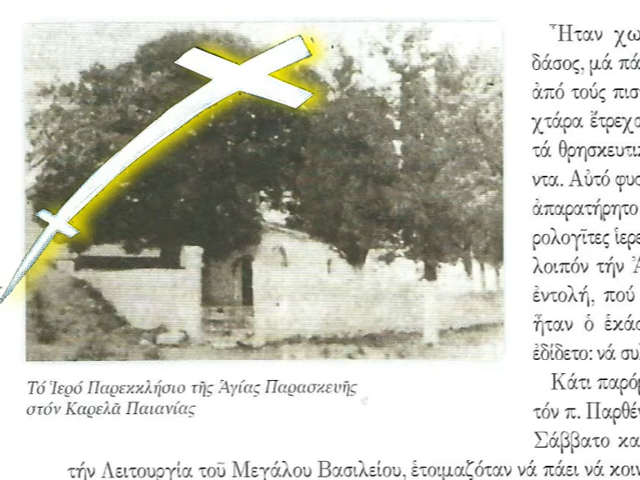 Ἦταν χω
δάσος, μά πά
ἀπό τούς πισ
χτάρα ἔτρεχα
τά θρησκευτικ
ντα. Αὐτό φυσ
ἀπαρατήρητο
ρολογῖτες ἱερε
λοιπόν τήν Ἁ
ἐντολή, πού
ἦταν ὁ ἑκάσ
ἐδίδετο: νά συλ
Τό Ἱερό Παρεκκλήσιο τῆς Ἁγίας Παρασκευῆς
στόν Καρελᾶ Παιανίας
Κάτι παρόμ
τόν π. Παρθέν
Σάββατο κα
τήν Λειτουργία τοῦ Μεγάλου Βασιλείου, ἑτοιμαζόταν νά πάει νά κοιν